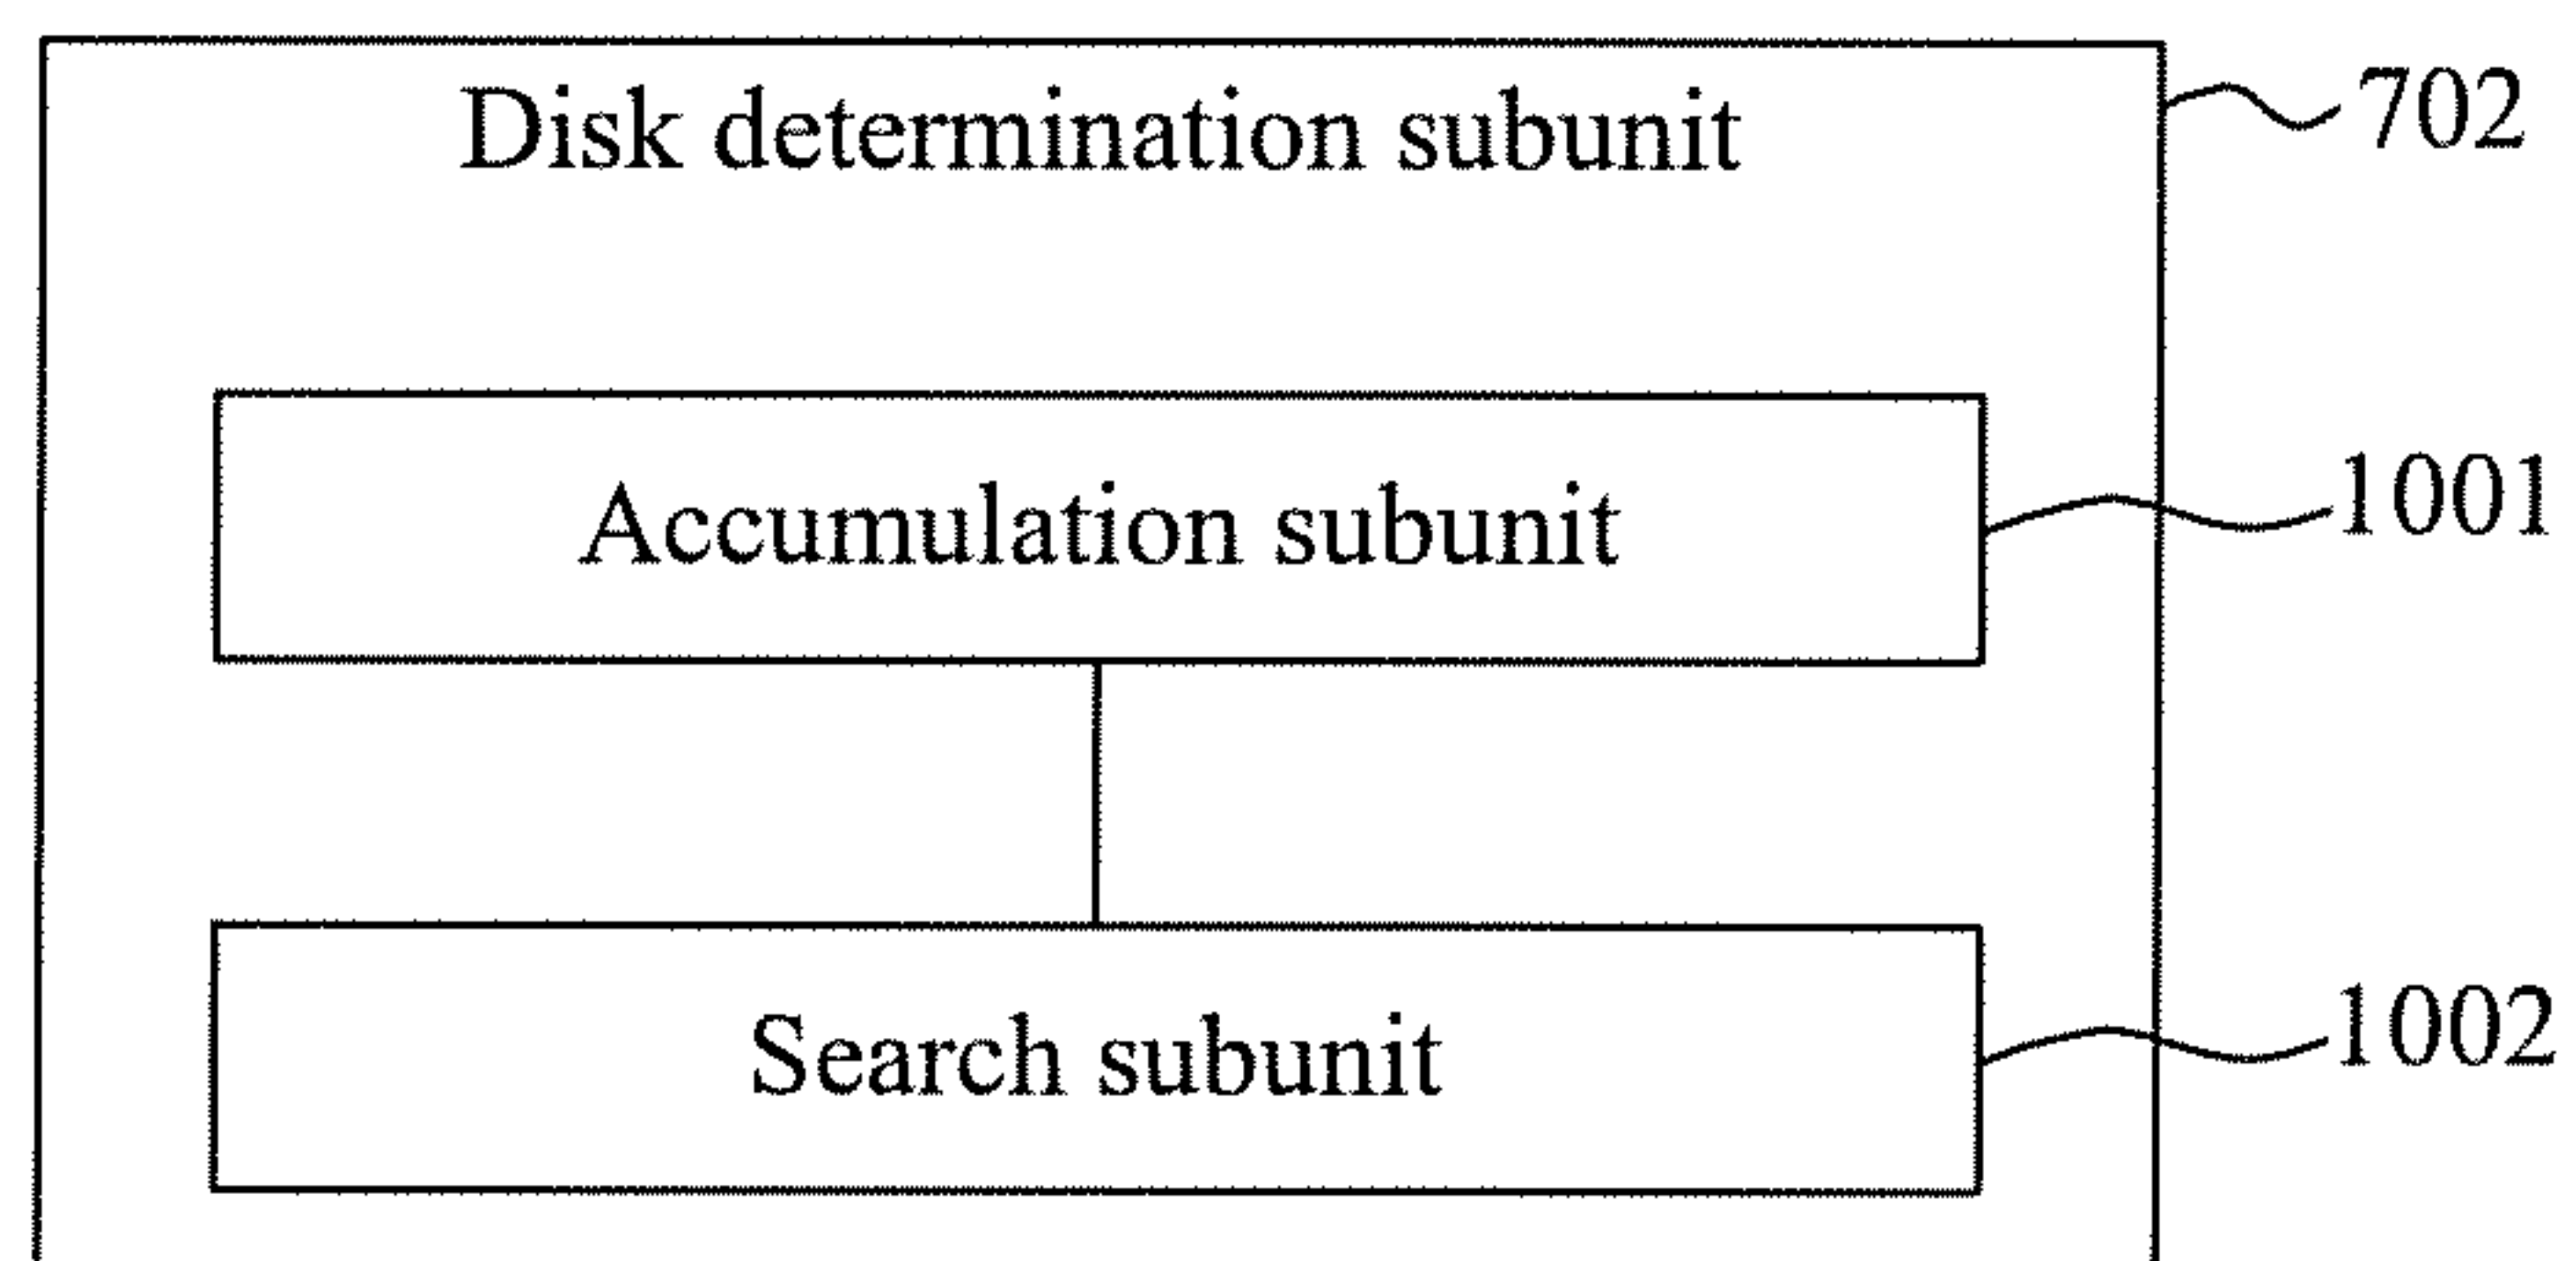 Disk determination subunit
702
Accumulation subunit
1001
Search subunit
1002